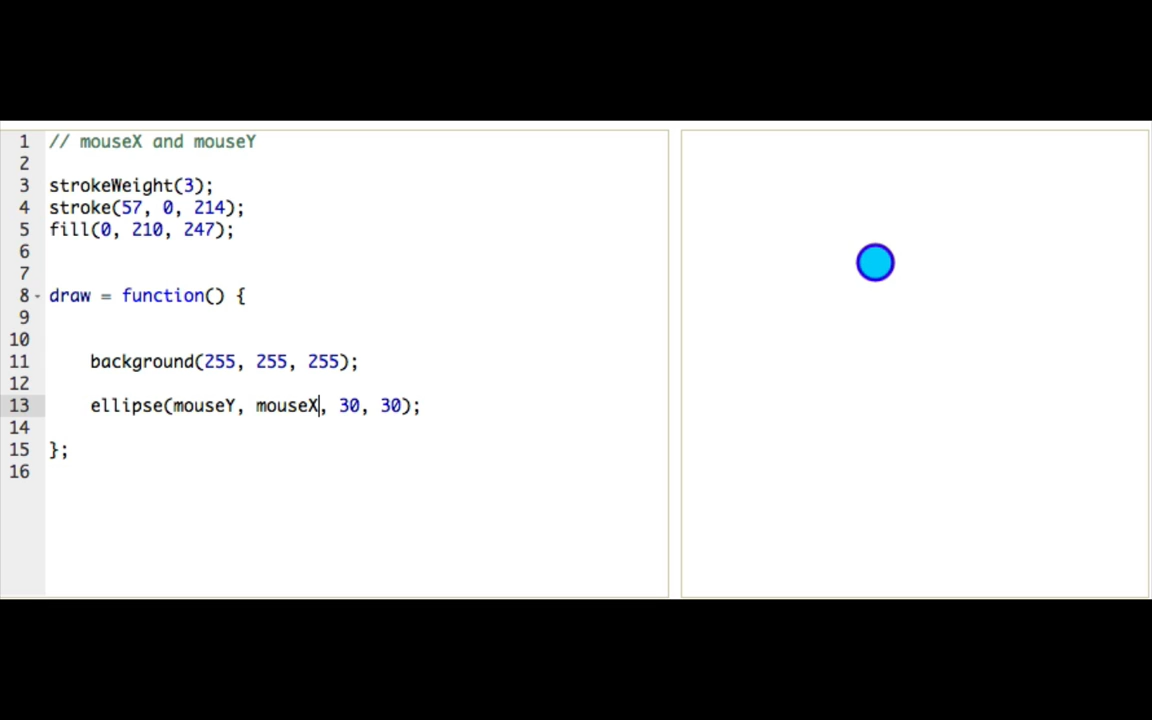 1 // mouseX and mouseY
2
3 strokeWeight(3);
4 stroke(57, 0, 214);
5 fill(0, 210, 247);
6
7
8 draw = function() {
9
10
11 background(255, 255, 255);
12
13 ellipse(mouseY, mouseX, 30, 30);
14
15 };
16